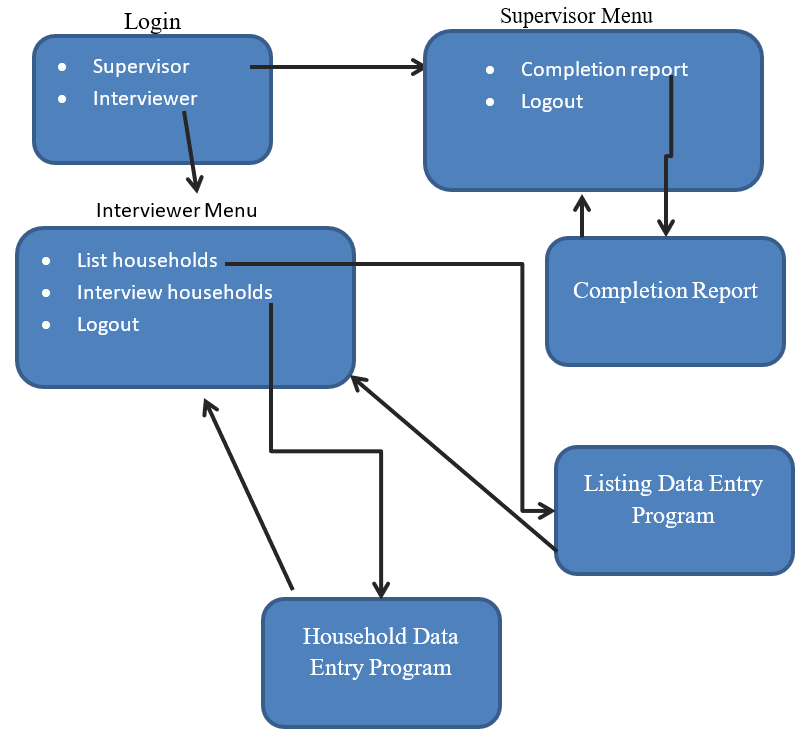 Login
Supervisor
Interviewer
Supervisor Menu
Completion report
Logout
Interviewer Menu
List households
Interview households
Logout
Completion Report
Listing Data Entry
Program
Household Data
Entry Program